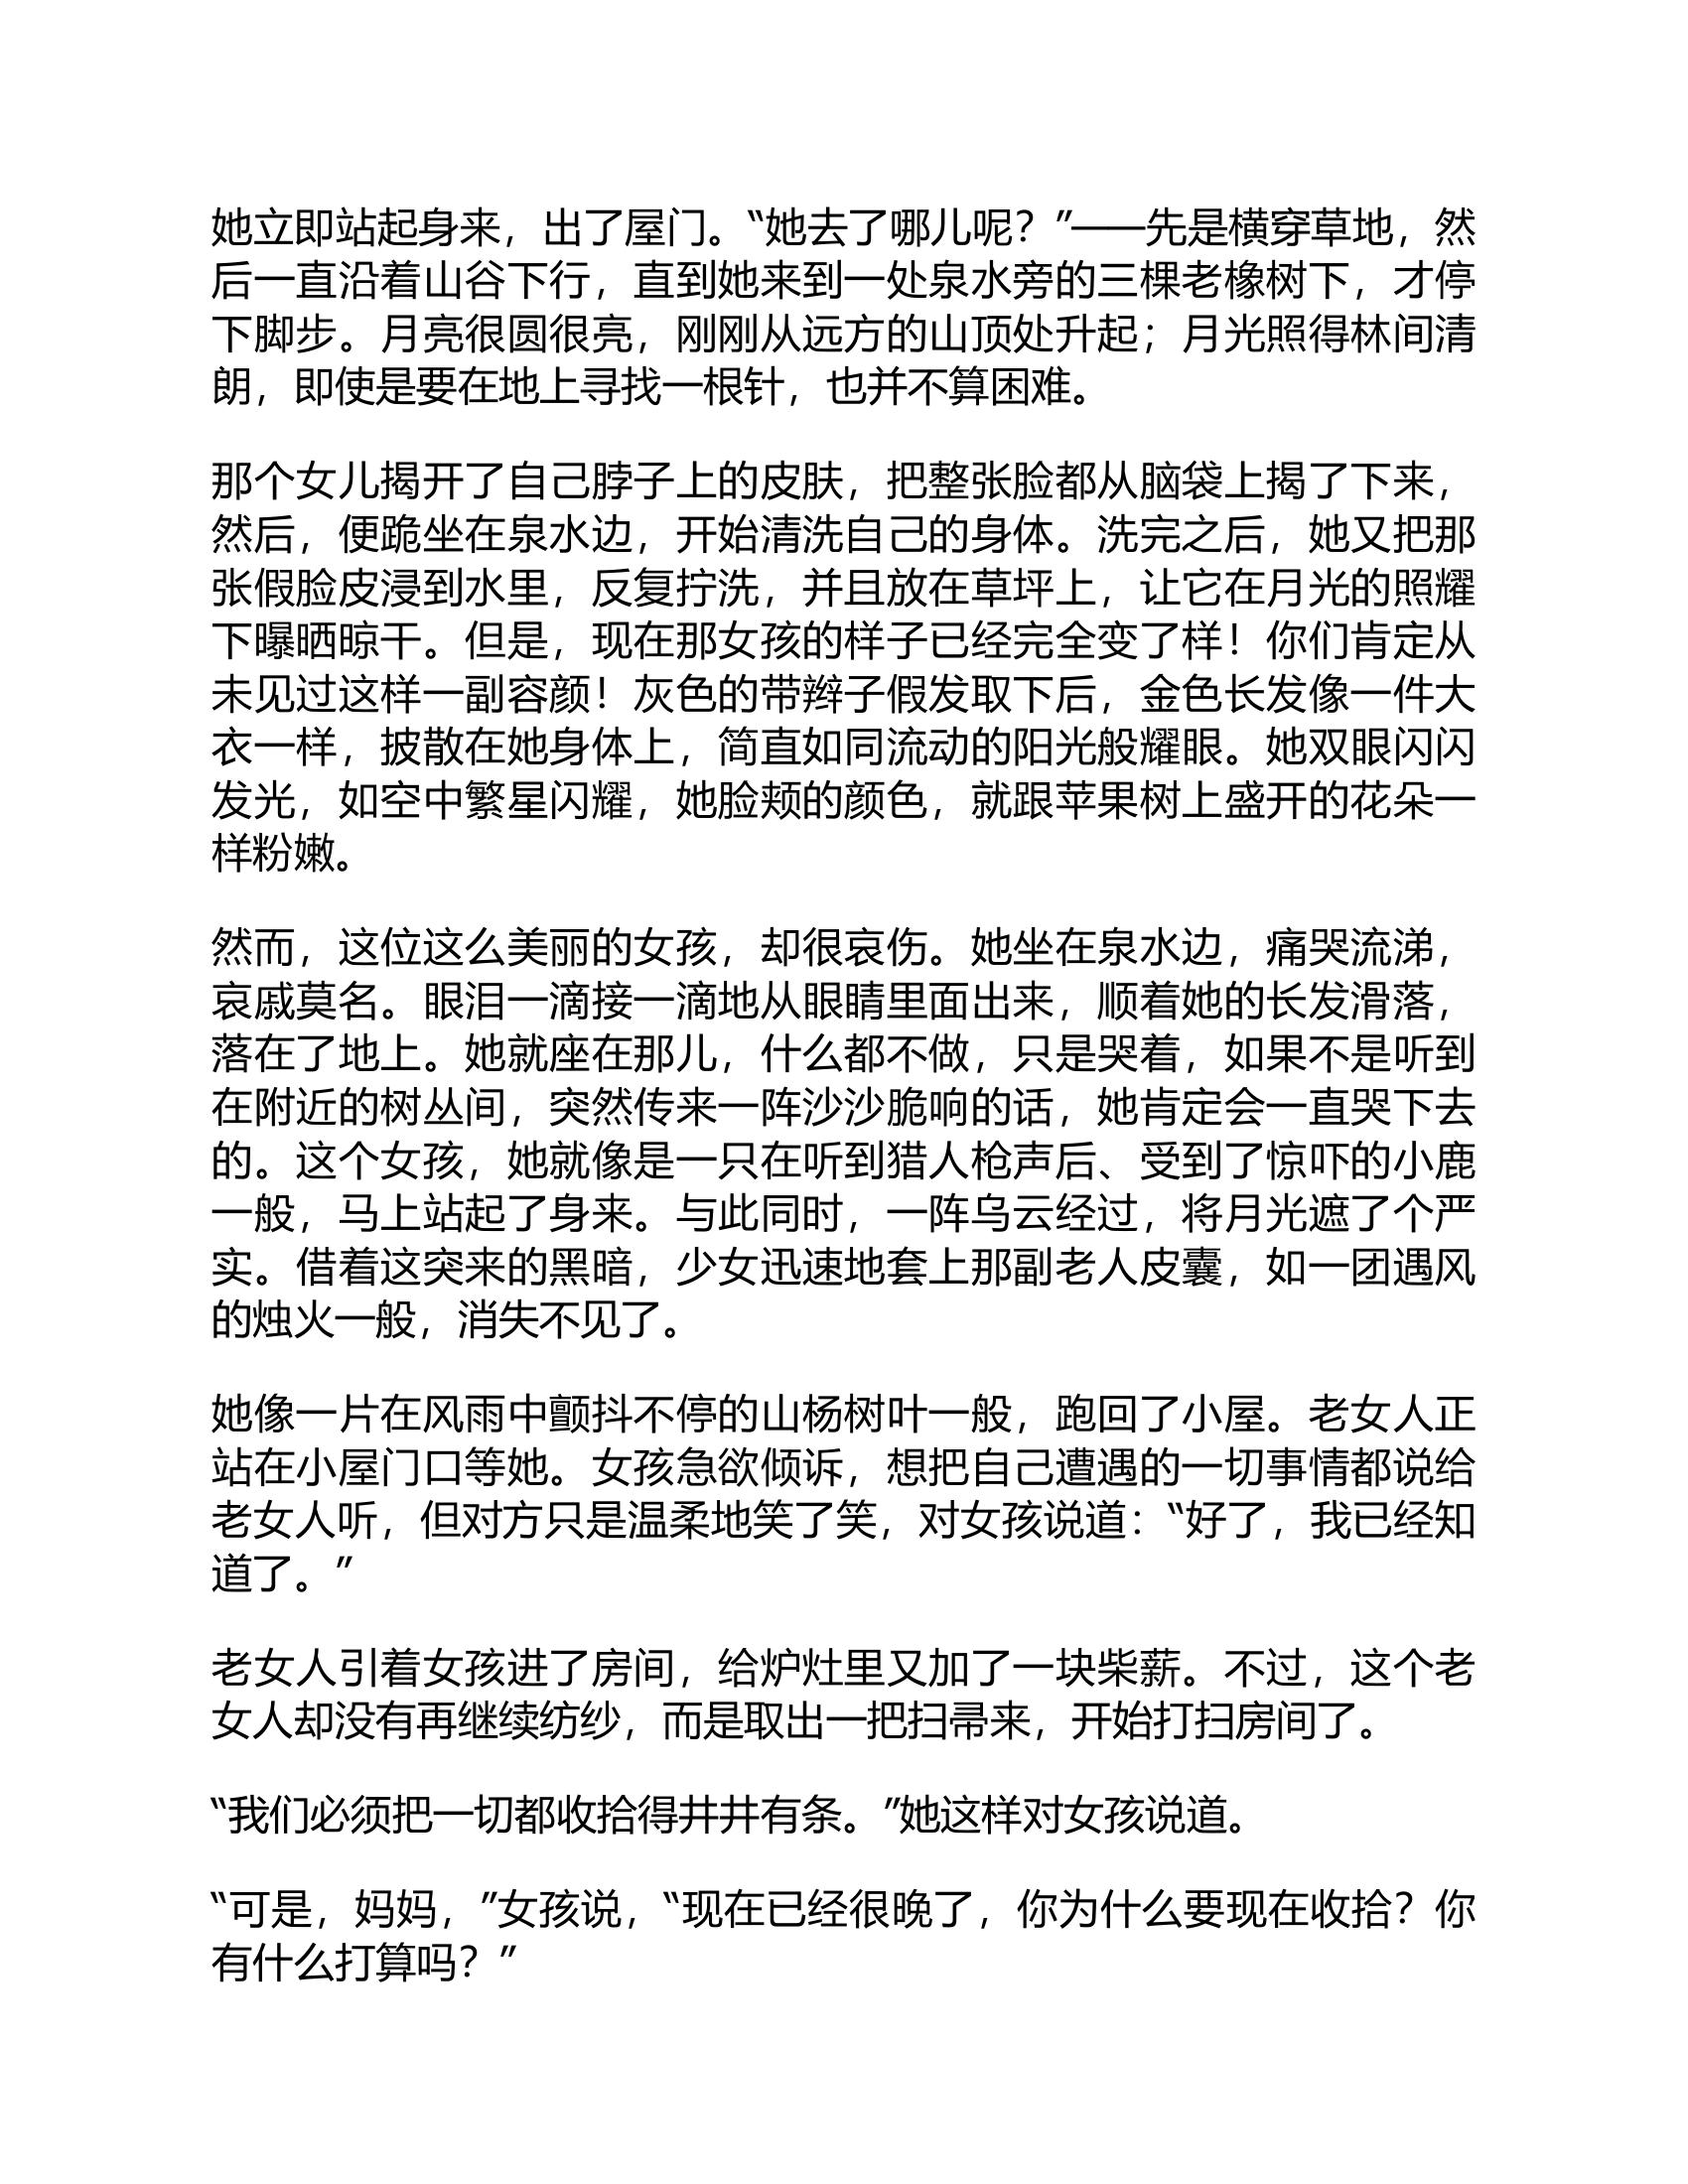 她立即站起身来，出了屋门。“她去了哪儿呢？”——先是横穿草地，然
后一直沿着山谷下行，直到她来到一处泉水旁的三棵老橡树下，才停
下脚步。月亮很圆很亮，刚刚从远方的山顶处升起；月光照得林间清
朗，即使是要在地上寻找一根针，也并不算困难。
那个女儿揭开了自己脖子上的皮肤，把整张脸都从脑袋上揭了下来，
然后，便跪坐在泉水边，开始清洗自己的身体。洗完之后，她又把那
张假脸皮浸到水里，反复拧洗，并且放在草坪上，让它在月光的照耀
下曝晒晾干。但是，现在那女孩的样子已经完全变了样！你们肯定从
未见过这样一副容颜！灰色的带辫子假发取下后，金色长发像一件大
衣一样，披散在她身体上，简直如同流动的阳光般耀眼。她双眼闪闪
发光，如空中繁星闪耀，她脸颊的颜色，就跟苹果树上盛开的花朵一
样粉嫩。
然而，这位这么美丽的女孩，却很哀伤。她坐在泉水边，痛哭流涕，
哀戚莫名。眼泪一滴接一滴地从眼睛里面出来，顺着她的长发滑落，
落在了地上。她就座在那儿，什么都不做，只是哭着，如果不是听到
在附近的树丛间，突然传来一阵沙沙脆响的话，她肯定会一直哭下去
的。这个女孩，她就像是一只在听到猎人枪声后、受到了惊吓的小鹿
一般，马上站起了身来。与此同时，一阵乌云经过，将月光遮了个严
实。借着这突来的黑暗，少女迅速地套上那副老人皮囊，如一团遇风
的烛火一般，消失不见了。
她像一片在风雨中颤抖不停的山杨树叶一般，跑回了小屋。老女人正
站在小屋门口等她。女孩急欲倾诉，想把自己遭遇的一切事情都说给
老女人听，但对方只是温柔地笑了笑，对女孩说道：“好了，我已经知
道了。”
老女人引着女孩进了房间，给炉灶里又加了一块柴薪。不过，这个老
女人却没有再继续纺纱，而是取出一把扫帚来，开始打扫房间了。
“我们必须把一切都收拾得井井有条。”她这样对女孩说道。
“可是，妈妈，”女孩说，“现在已经很晚了，你为什么要现在收拾？你
有什么打算吗？”